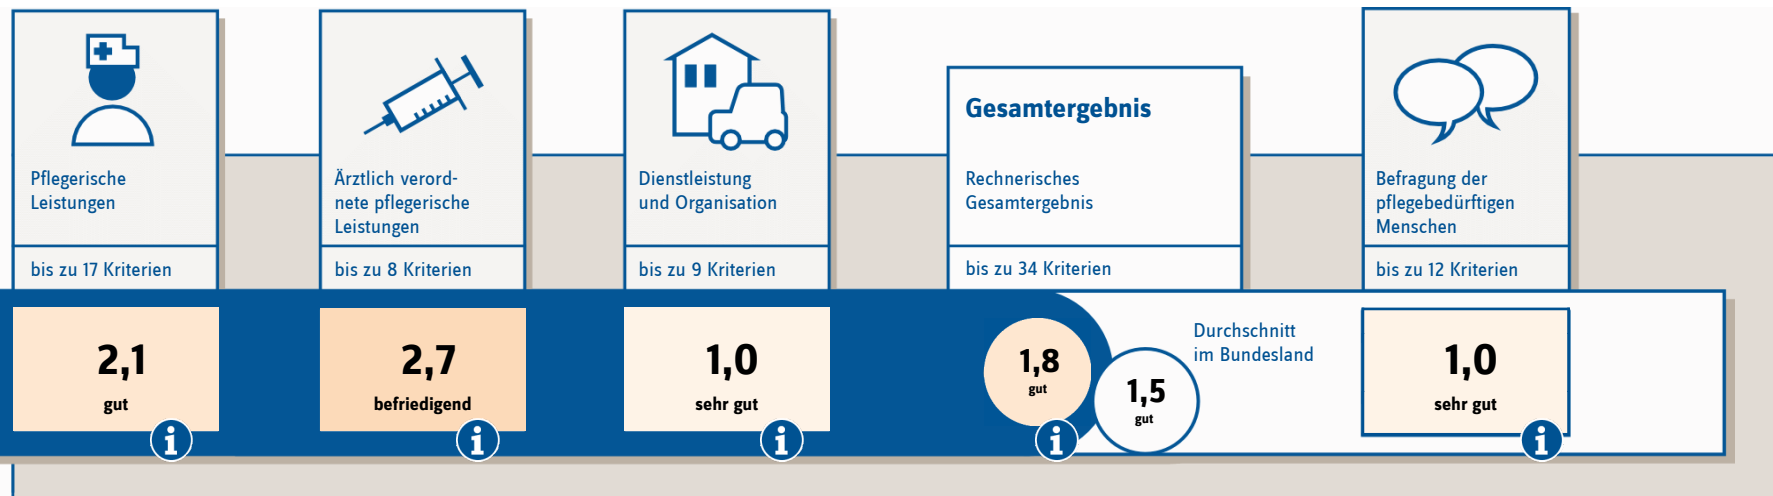 Pflegerische
Leistungen
bis zu 17 Kriterien
2,1
gut
Ärztlich verord-
nete pflegerische
Leistungen
bis zu 8 Kriterien
2,7
befriedigend
Dienstleistung
und Organisation
bis zu 9 Kriterien
1,0
sehr gut
Gesamtergebnis
Rechnerisches
Gesamtergebnis
bis zu 34 Kriterien
1,8
gut
1,5
gut
Durchschnitt
im Bundesland
Befragung der
pflegebedürftigen
Menschen
bis zu 12 Kriterien
1,0
sehr gut